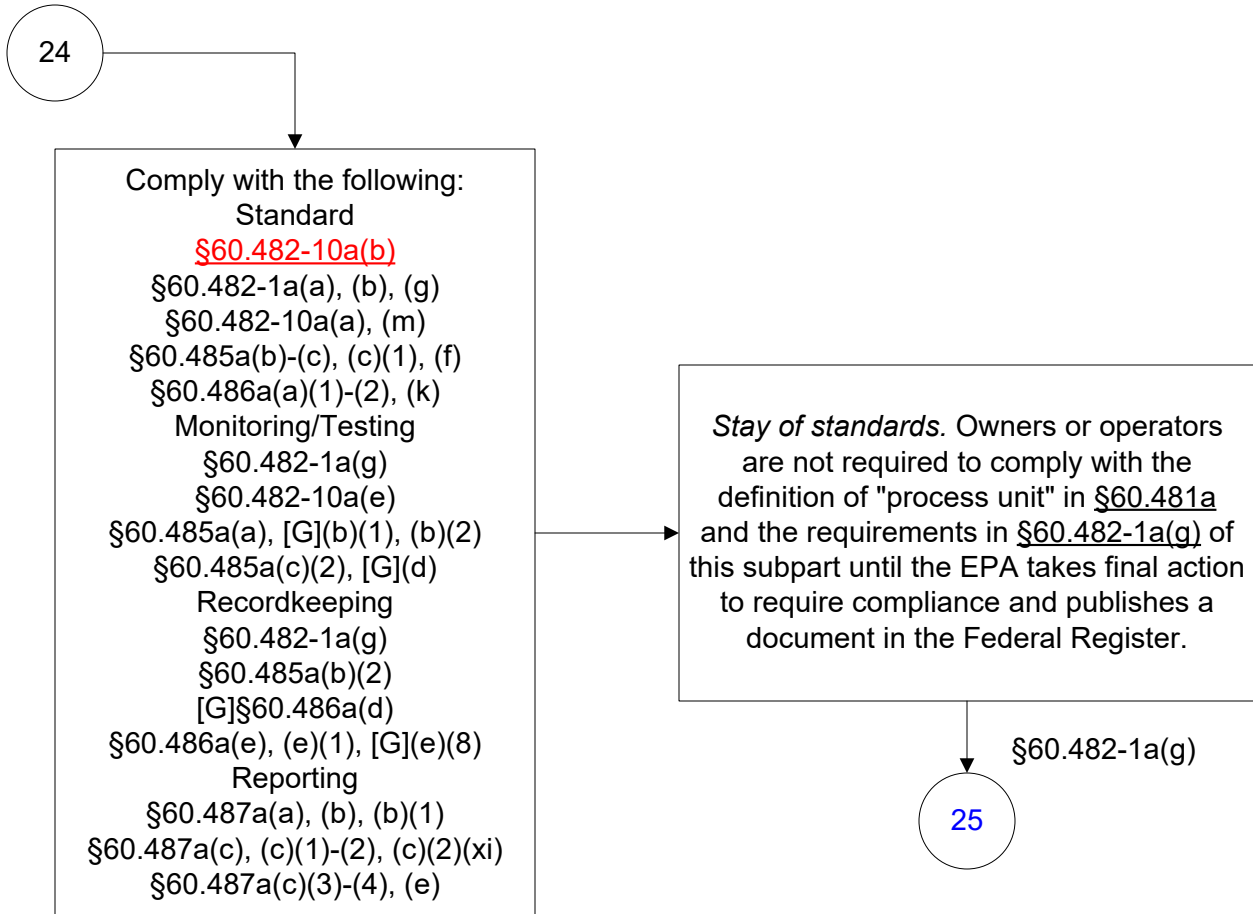 24
Comply with the following:
Standard
§60.482-10a(b)
§60.482-1a(a), (b), (g)
§60.482-10a(a), (m)
§60.485a(b)-(c), (c)(1), (f)
§60.486a(a)(1)-(2), (k)
Monitoring/Testing
§60.482-1a(g)
§60.482-10a(e)
§60.485a(a), [G](b)(1), (b)(2)
§60.485a(c)(2), [G](d)
Recordkeeping
§60.482-1a(g)
§60.485a(b)(2)
[G]§60.486a(d)
§60.486a(e), (e)(1), [G](e)(8)
Reporting
§60.487a(a), (b), (b)(1)
§60.487a(c), (c)(1)-(2), (c)(2)(xi)
§60.487a(c)(3)-(4), (e)
Stay of standards. Owners or operators
are not required to comply with the
definition of "process unit" in §60.481a
and the requirements in §60.482-1a(g) of
this subpart until the EPA takes final action
to require compliance and publishes a
document in the Federal Register.
§60.482-1a(g)
25